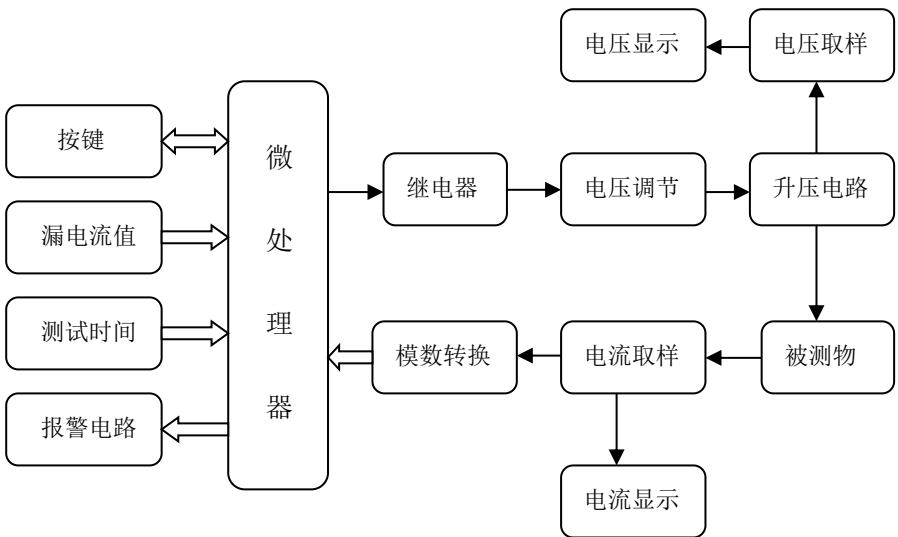 电压显示
电压取样
按键
微处理器
继电器
电压调节
升压电路
漏电流值
测试时间
模数转换
电流取样
被测物
报警电路
电流显示